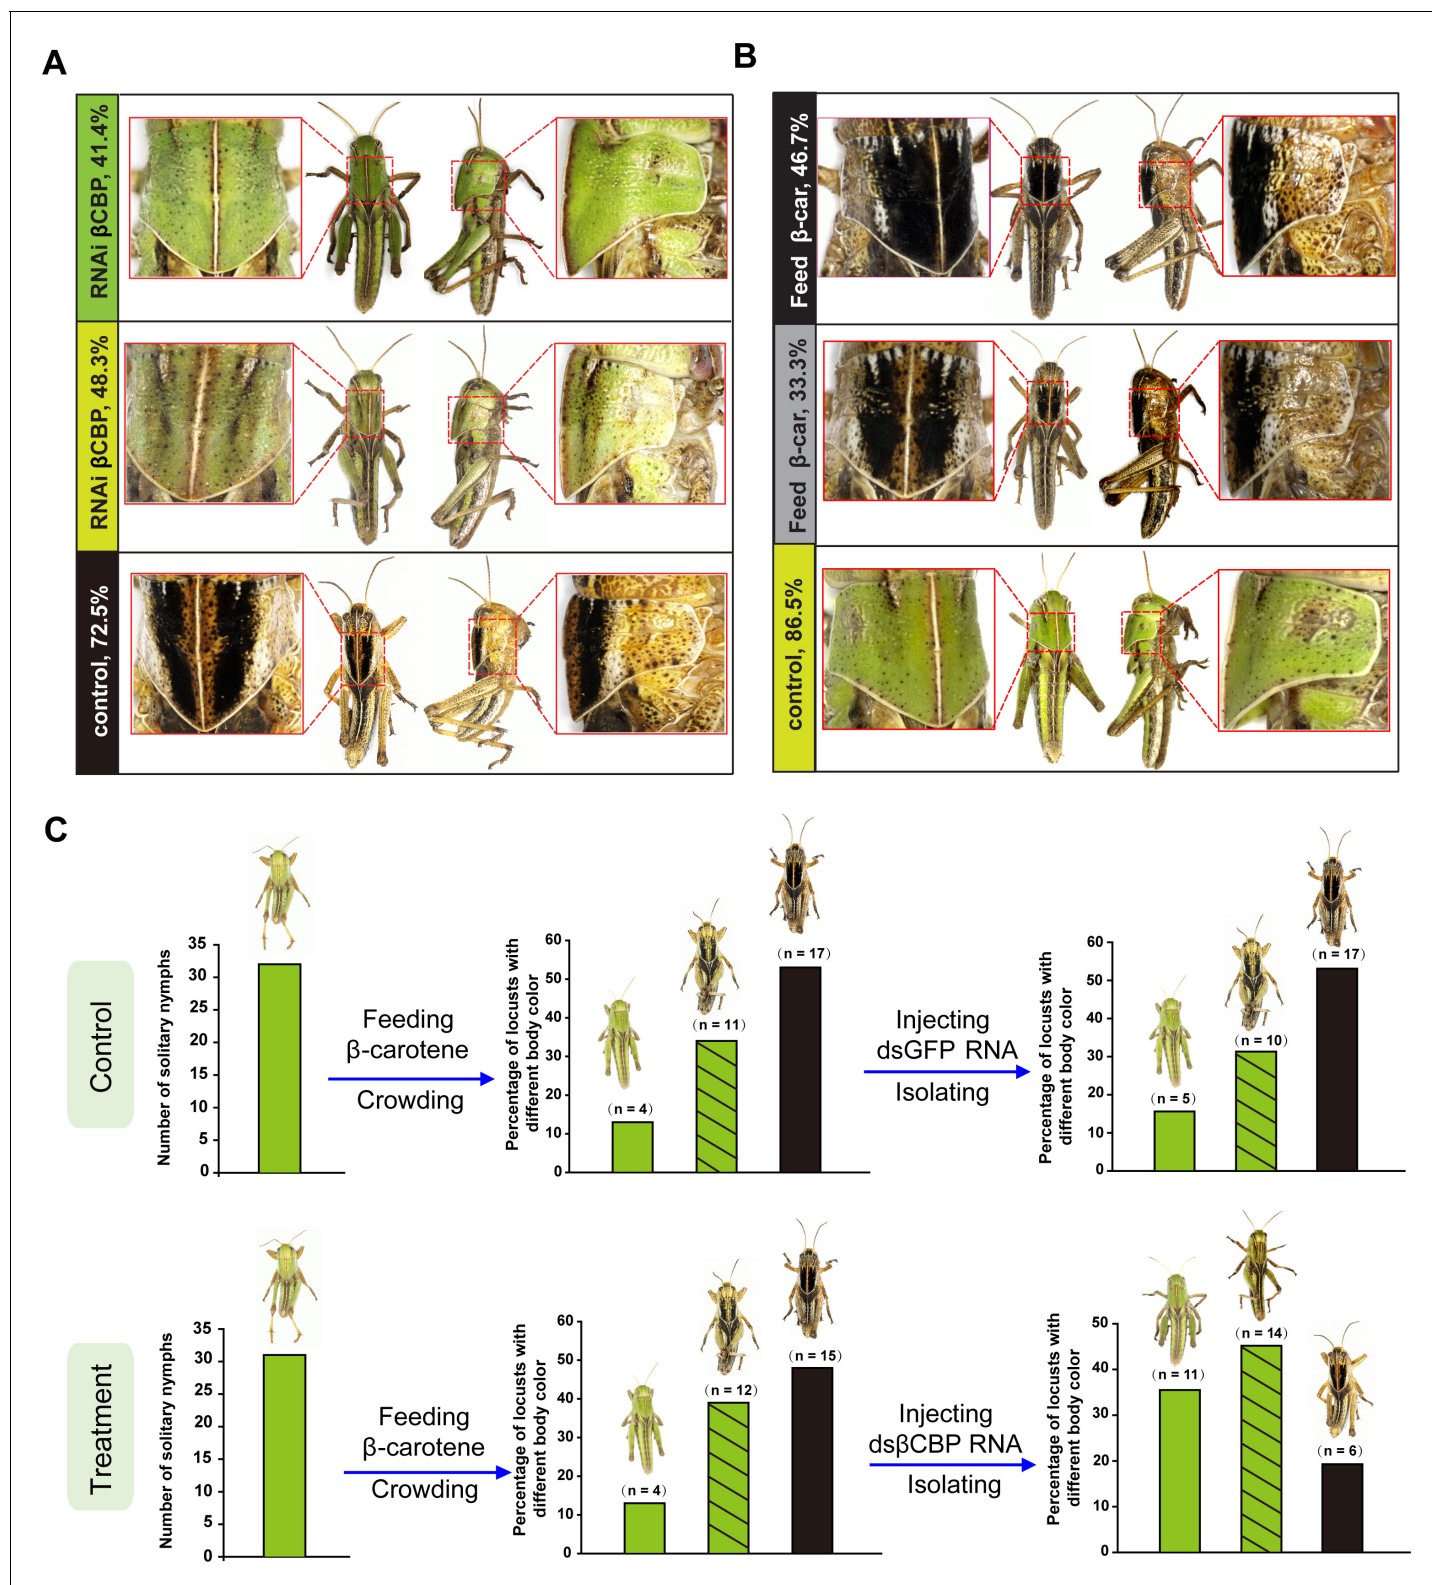 A
RNAi βCBP, 41.4%
RNAi βCBP, 48.3%
control, 72.5%
B
Feed β-car, 46.7%
Feed β-car, 33.3%
control, 86.5%
C
Control
Number of solitary nymphs
35
30
25
20
15
10
5
0
Feeding
β-carotene
Crowding
Percentage of locusts with
different body color
60
50
40
30
20
10
0
(n = 4)
(n = 11)
(n = 17)
Injecting
dsGFP RNA
Isolating
Percentage of locusts with
different body color
60
50
40
30
20
10
0
(n = 5)
(n = 10)
(n = 17)
Treatment
Number of solitary nymphs
35
30
25
20
15
10
5
0
Feeding
β-carotene
Crowding
Percentage of locusts with
different body color
60
50
40
30
20
10
0
(n = 4)
(n = 12)
(n = 15)
Injecting
dsβCBP RNA
Isolating
Percentage of locusts with
different body color
50
40
30
20
10
0
(n = 11)
(n = 14)
(n = 6)